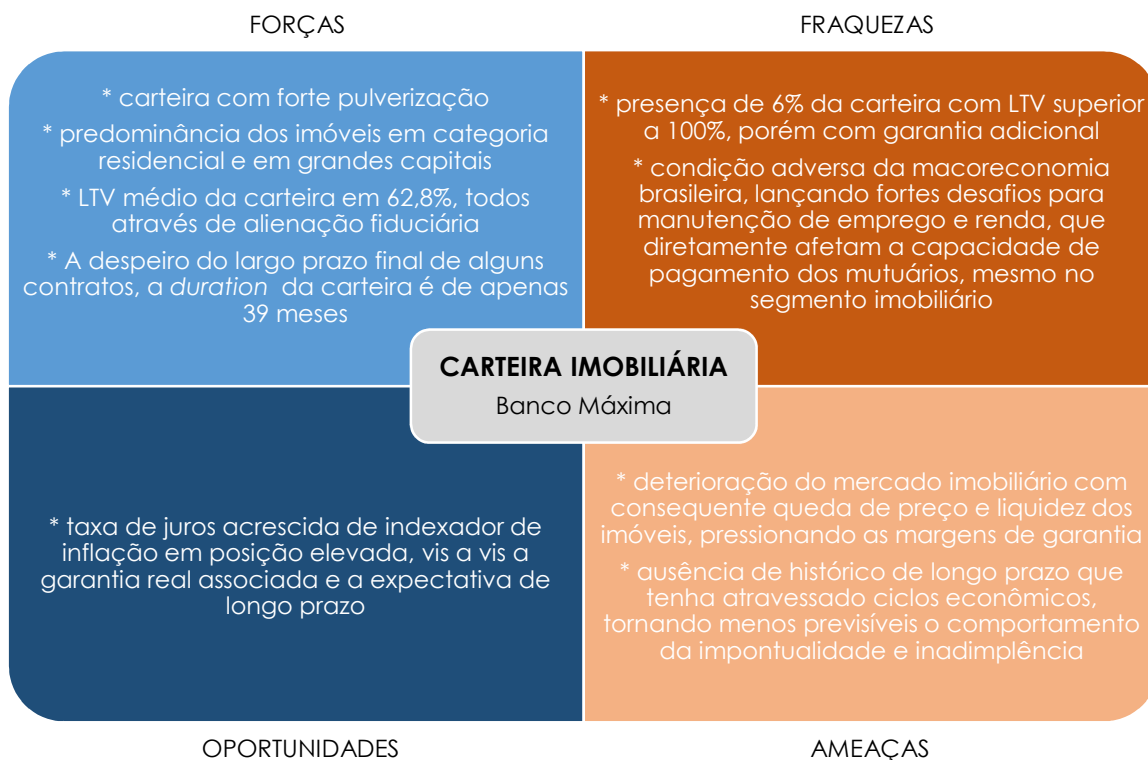 FORÇAS
FRAQUEZAS
* carteira com forte pulverização
* predominância dos imóveis em categoria
residencial e em grandes capitais
* LTV médio da carteira em 62,8%, todos
através de alienação fiduciária
* A despeiro do largo prazo final de alguns
contratos, a duration da carteira é de apenas
39 meses
* presença de 6% da carteira com LTV superior
a 100%, porém com garantia adicional
* condição adversa da macoreconomia
brasileira, lançando fortes desafios para
manutenção de emprego e renda, que
diretamente afetam a capacidade de
pagamento dos mutuários, mesmo no
segmento imobiliário
CARTEIRA IMOBILIÁRIA
Banco Máxima
* taxa de juros acrescida de indexador de
inflação em posição elevada, vis a vis a
garantia real associada e a expectativa de
longo prazo
* deterioração do mercado imobiliário com
consequente queda de preço e liquidez dos
imóveis, pressionando as margens de garantia
* ausência de histórico de longo prazo que
tenha atravessado ciclos econômicos,
tornando menos previsíveis o comportamento
da impontualidade e inadimplência
OPORTUNIDADES
AMEAÇAS